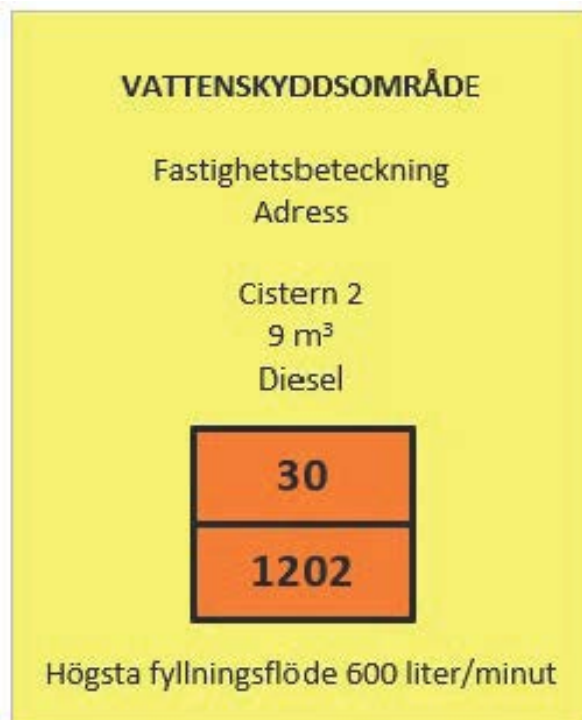 VATTENSKYDDSOMRÅDE
Fastighetsbeteckning
Adress
Cistern 2
9 m³
Diesel
30
1202
Högsta fyllningsflöde 600 liter/minut